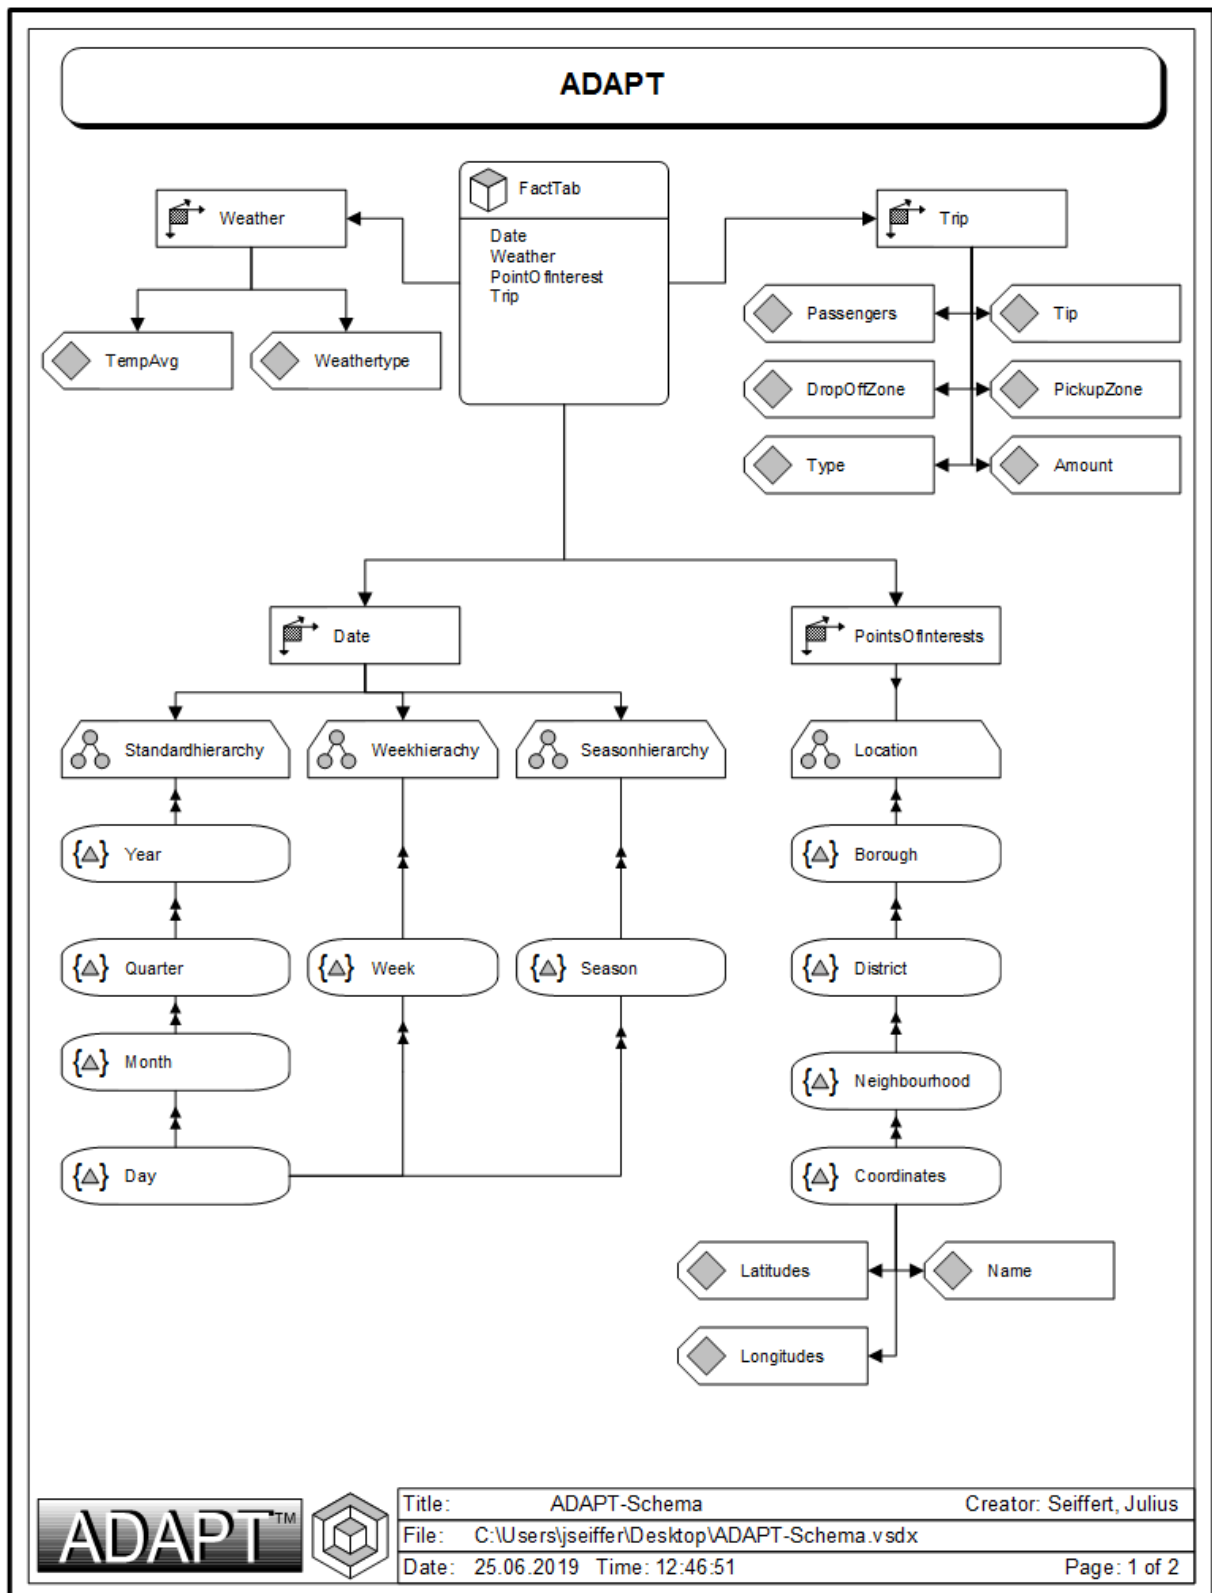 ADAPT
FactTab
Date
Weather
PointOfInterest
Trip
Weather
Trip
TempAvg
Weathertype
Passengers
Tip
DropOffZone
PickupZone
Type
Amount
Date
PointsOfInterests
Standardhierarchy
Weekhierachy
Seasonhierarchy
Location
Year
Borough
Quarter
Week
Season
District
Month
Neighbourhood
Day
Coordinates
Latitudes
Name
Longitudes
ADAPT™
Title: ADAPT-Schema Creator: Seiffert, Julius
File: C:\Users\jseiffer\Desktop\ADAPT-Schema.vsdx
Date: 25.06.2019 Time: 12:46:51 Page: 1 of 2